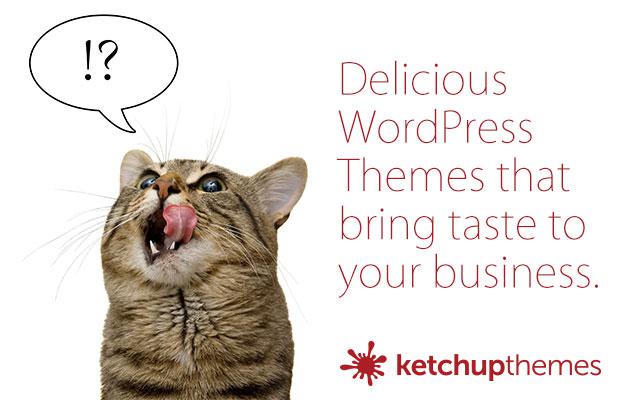 !?
Delicious
WordPress
Themes that
bring taste to
your business.
ketchupthemes